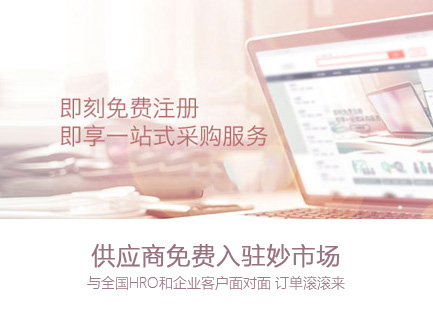 即刻免费注册
即享一站式采购服务
供应商免费入驻妙市场
与全国HRO和企业客户面对面 订单滚滚来